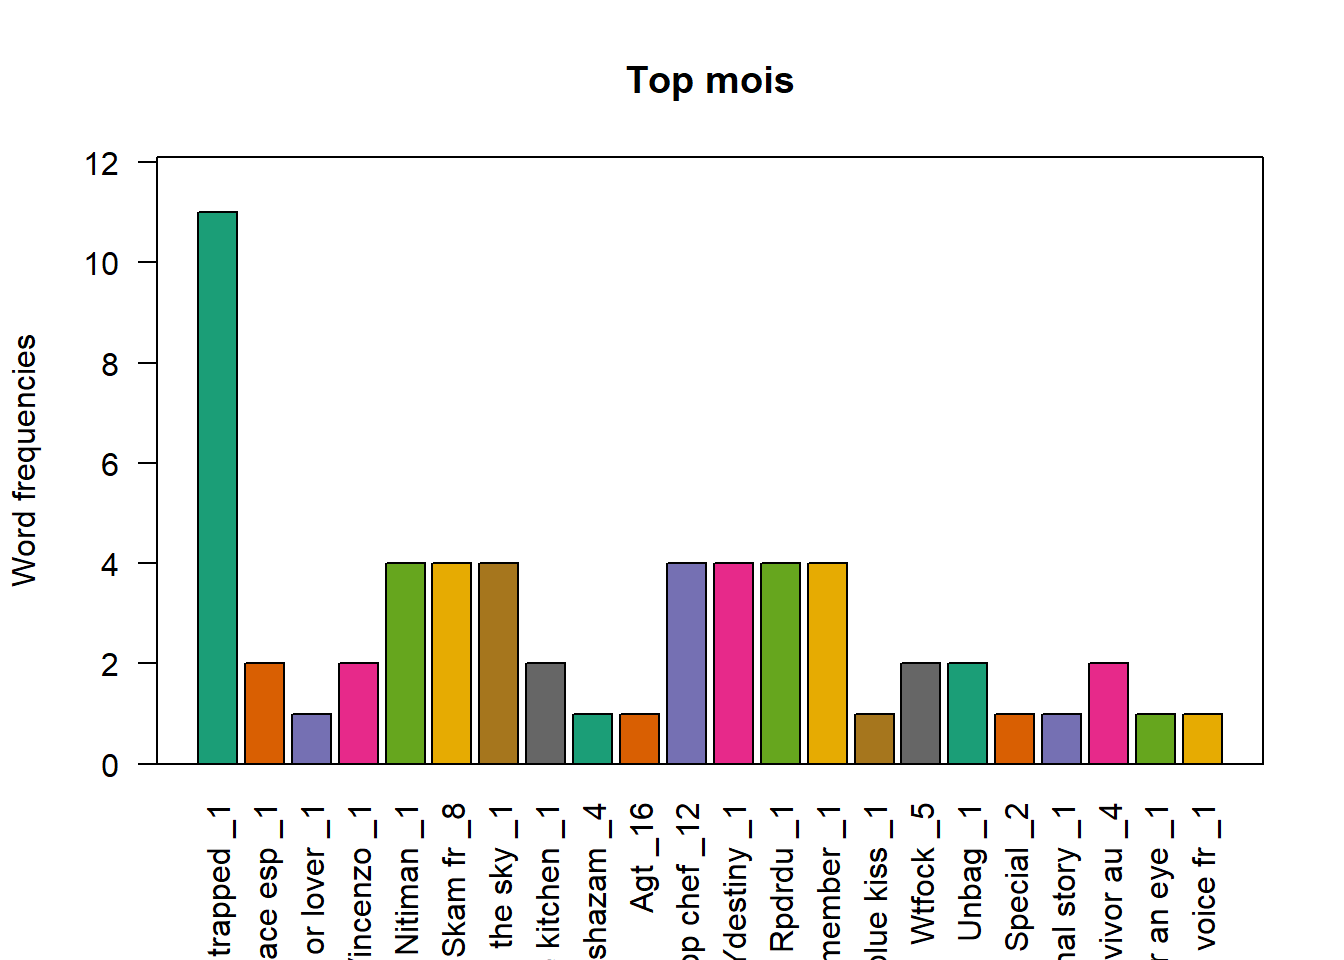 Top mois
Word frequencies
12
10
8
6
4
2
0
trapped _1
ace esp _1
or lover _1
Vincenzo _1
Nitiman _1
Skam fr _8
the sky _1
kitchen _1
shazam _4
Agt _16
op chef _12
Ydestiny _1
Rpdrdu _1
member _1
blue kiss _1
Wtfock _5
Unbag _1
Special _2
nal story _1
vivor au _4
r an eye _1
voice fr _1